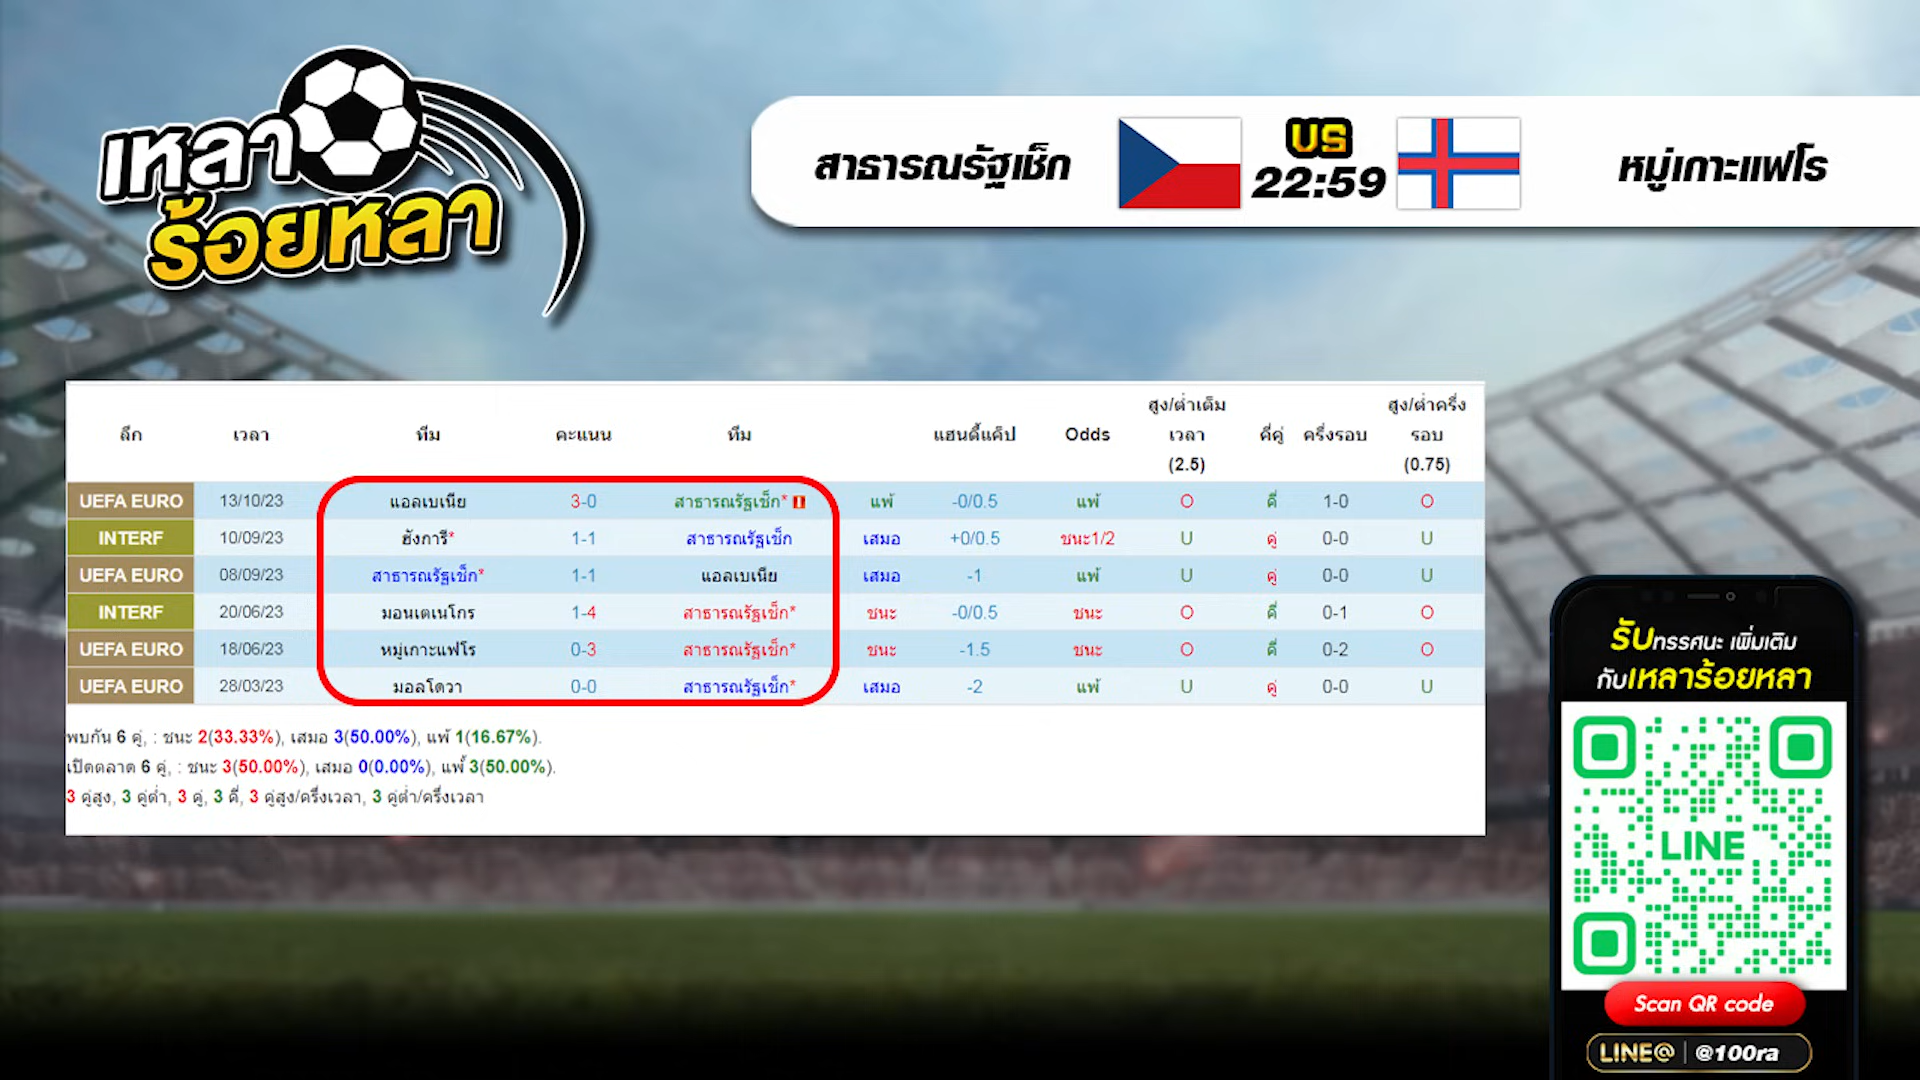 เหลา
ร้อยหลา
สาธารณรัฐเช็ก VS หมู่เกาะแฟโร
22:59
ลีก เวลา ทีม คะแนน ทีม แฮนดี้แค็ป Odds สูง/ต่ำเต็มเวลา (2.5) คี่คู่ ครึ่งรอบ สูง/ต่ำครึ่งรอบ (0.75)
UEFA EURO 13/10/23 แอลเบเนีย 3-0 สาธารณรัฐเช็ก* 1 แพ้ -0/0.5 แพ้ O คี่ 1-0 O
INTERF 10/09/23 ฮังการี* 1-1 สาธารณรัฐเช็ก เสมอ +0/0.5 ชนะ1/2 U คู่ 0-0 U
UEFA EURO 08/09/23 สาธารณรัฐเช็ก* 1-1 แอลเบเนีย เสมอ -1 แพ้ U คู่ 0-0 U
INTERF 20/06/23 มอนเตเนโกร 1-4 สาธารณรัฐเช็ก* ชนะ -0/0.5 ชนะ O คี่ 0-1 O
UEFA EURO 18/06/23 หมู่เกาะแฟโร 0-3 สาธารณรัฐเช็ก* ชนะ -1.5 ชนะ O คี่ 0-2 O
UEFA EURO 28/03/23 มอลโดวา 0-0 สาธารณรัฐเช็ก* เสมอ -2 แพ้ U คู่ 0-0 U
พบกัน 6 คู่, : ชนะ 2(33.33%), เสมอ 3(50.00%), แพ้ 1(16.67%).
เปิดตลาด 6 คู่, : ชนะ 3(50.00%), เสมอ 0(0.00%), แพ้ 3(50.00%).
3 คู่สูง, 3 คู่ต่ำ, 3 คู่, 3 คี่, 3 คู่สูง/ครึ่งเวลา, 3 คู่ต่ำ/ครึ่งเวลา
รับทรรศนะ เพิ่มเติม
กับเหลาร้อยหลา
LINE
Scan QR code
LINE@ | @100ra